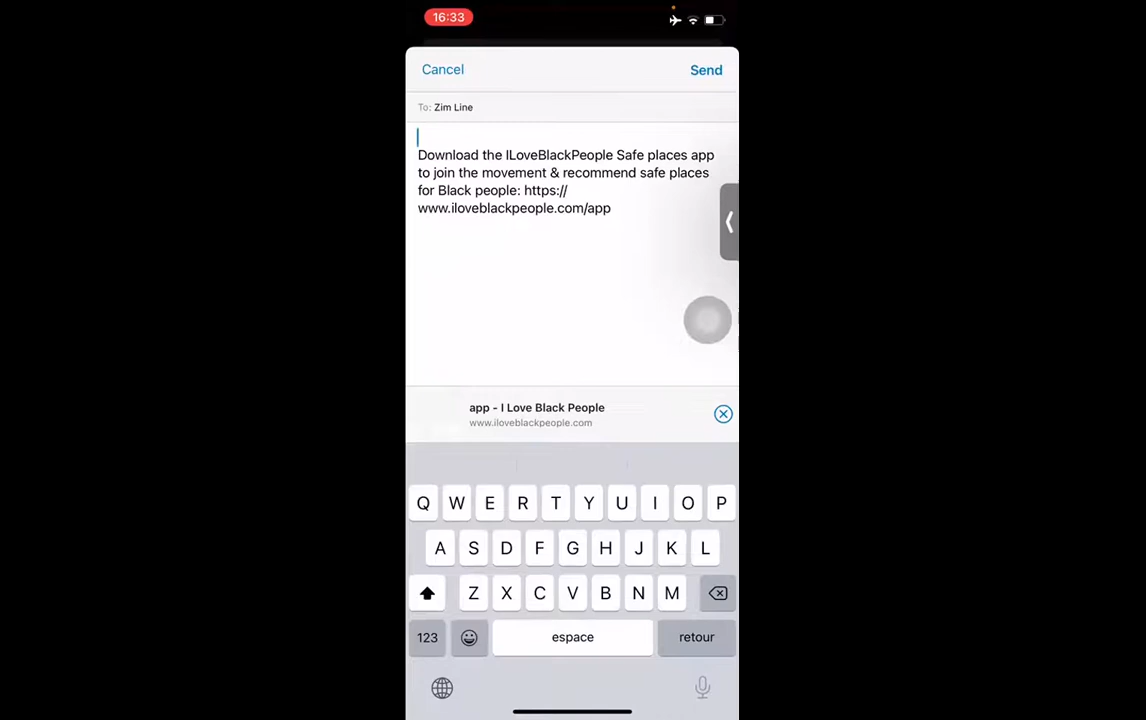 16:33
Cancel
Send
To: Zim Line
Download the ILoveBlackPeople Safe places app
to join the movement & recommend safe places
for Black people: https://
www.iloveblackpeople.com/app
app - I Love Black People
www.iloveblackpeople.com
Q W E R T Y U I O P
A S D F G H J K L
Z X C V B N M
123
espace
retour